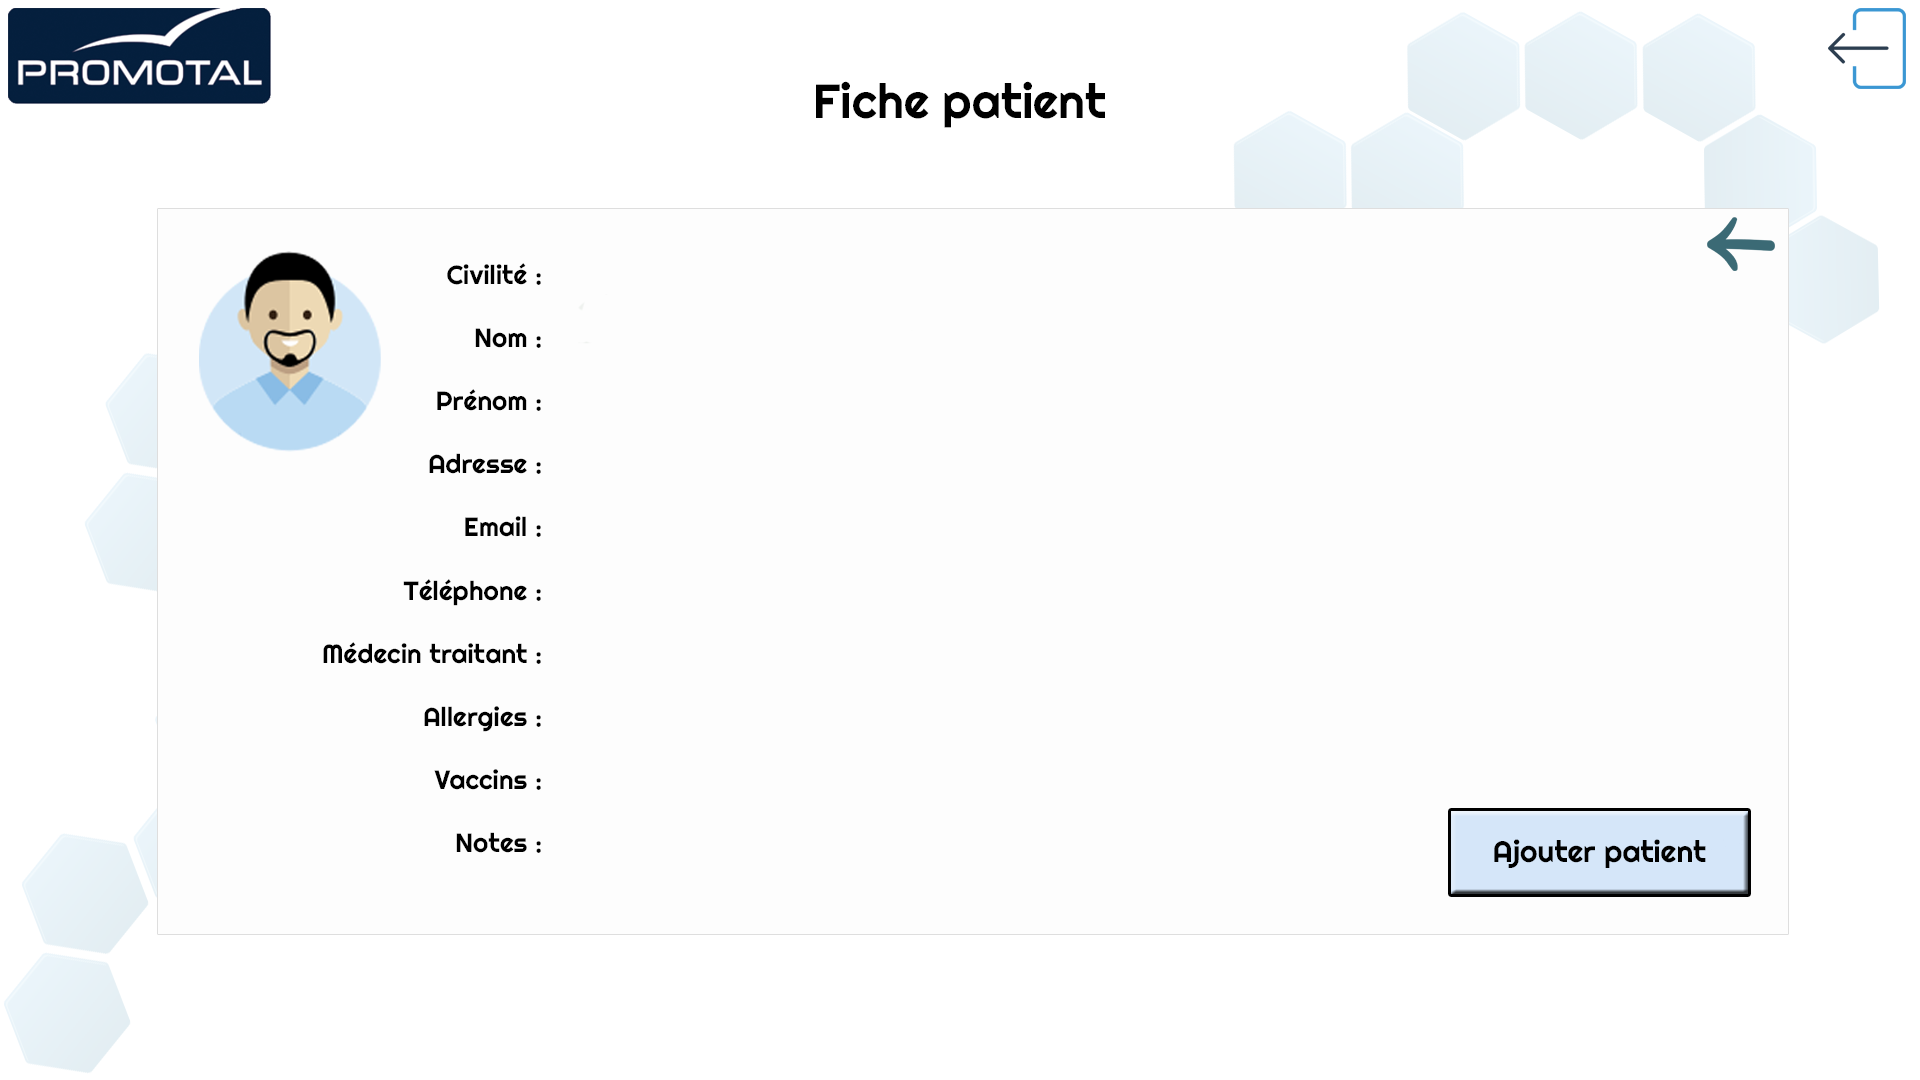 PROMOTAL
Fiche patient
Civilité :
Nom :
Prénom :
Adresse :
Email :
Téléphone :
Médecin traitant :
Allergies :
Vaccins :
Notes :
Ajouter patient